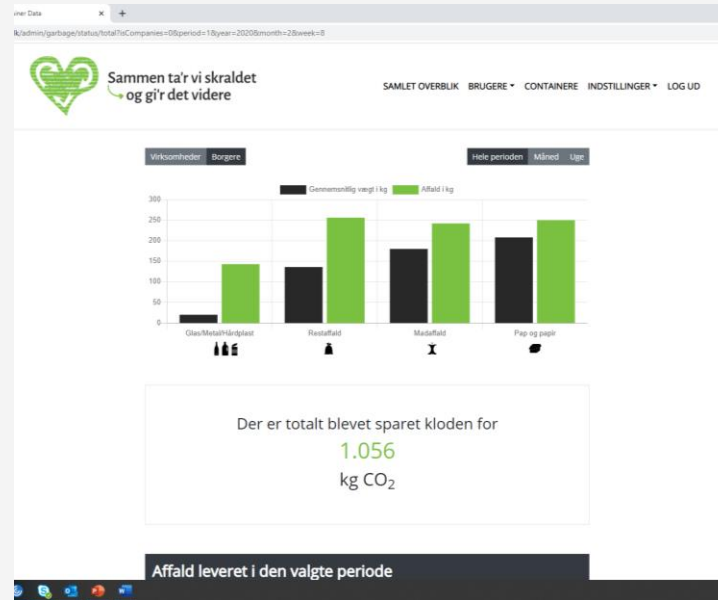 iner Data
lk/admin/garbage/status/total?isCompanies=0&period=1&year=2020&month=2&week=8
Sammen ta'r vi skraldet
og gi'r det videre
SAMLET OVERBLIK BRUGERE CONTAINERE INDSTILLINGER LOG UD
Virksomheder Borgere
Hele perioden Måned Uge
Gennemsnitlig vægt i kg Affald i kg
300
250
200
150
100
50
0
Glas/Metal/Hårdplast Restaffald Madaffald Pap og papir
Der er totalt blevet sparet kloden for
1.056
kg CO₂
Affald leveret i den valgte periode